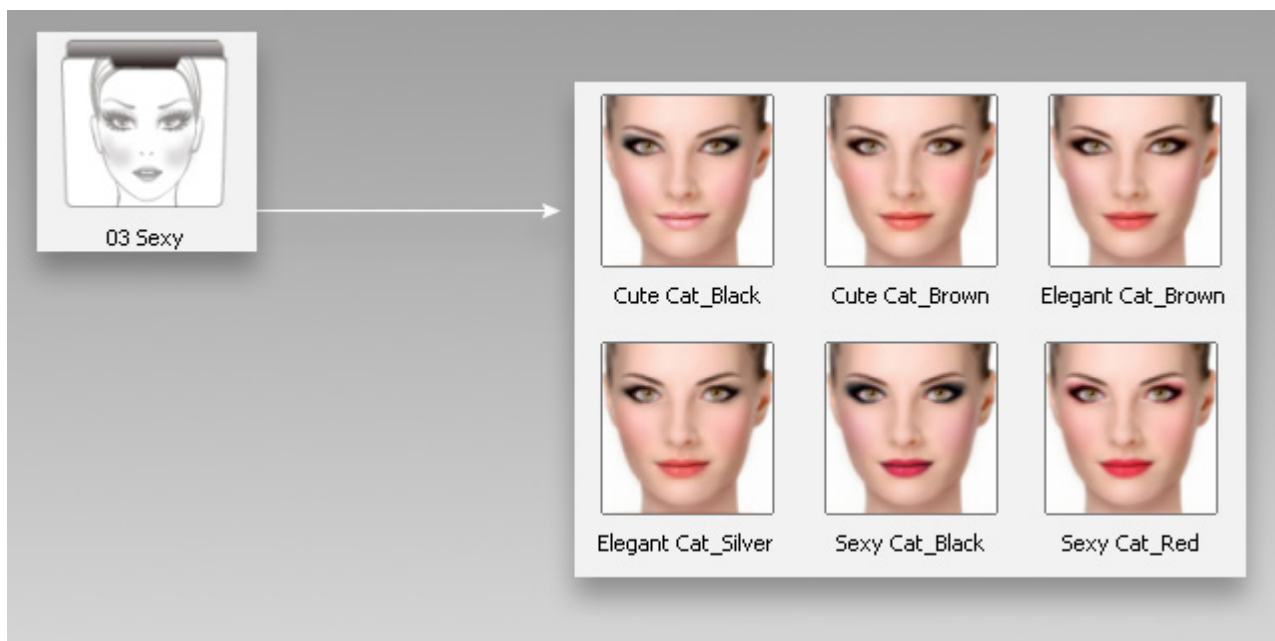 03 Sexy
Cute Cat_Black
Cute Cat_Brown
Elegant Cat_Brown
Elegant Cat_Silver
Sexy Cat_Black
Sexy Cat_Red